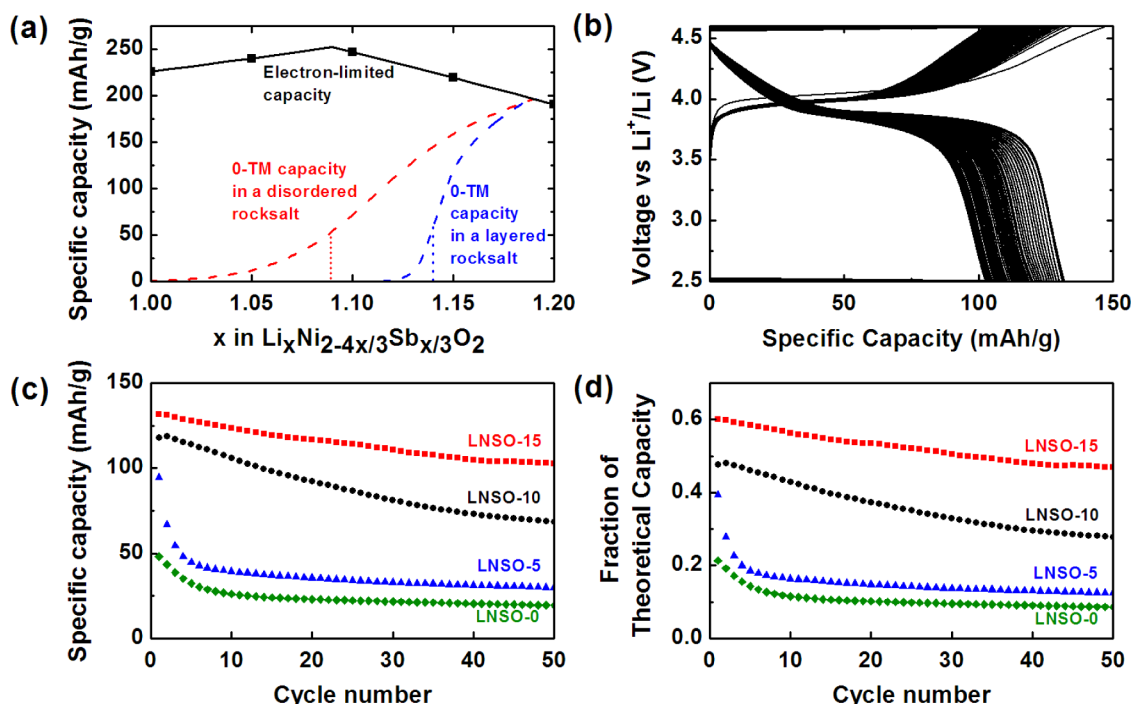 (a)
Specific capacity (mAh/g)
250
200
150
100
50
0
Electron-limited
capacity
0-TM capacity
in a disordered
rocksalt
0-TM
capacity
in a layered
rocksalt
1.00 1.05 1.10 1.15 1.20
x in LiₓNi₂₋₄ₓ/₃Sbₓ/₃O₂
(b)
Voltage vs Li⁺/Li (V)
4.5
4.0
3.5
3.0
2.5
0 50 100 150
Specific Capacity (mAh/g)
(c)
Specific capacity (mAh/g)
150
100
50
0
LNSO-15
LNSO-10
LNSO-5
LNSO-0
0 10 20 30 40 50
Cycle number
(d)
Fraction of
Theoretical Capacity
0.6
0.4
0.2
0.0
LNSO-15
LNSO-10
LNSO-5
LNSO-0
0 10 20 30 40 50
Cycle number